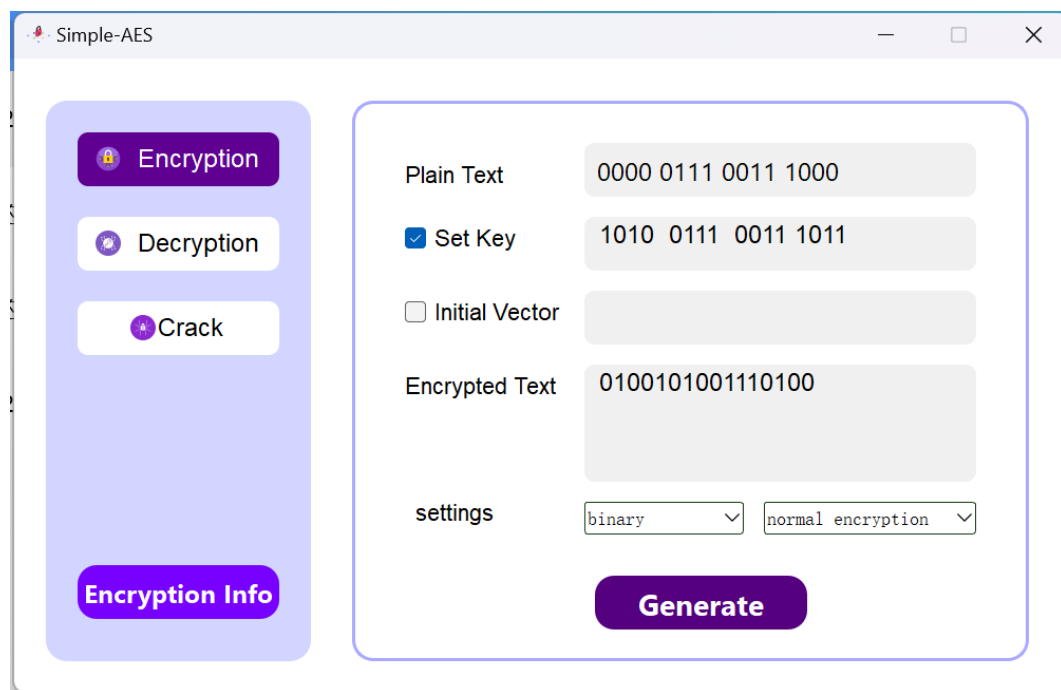 Simple-AES
Encryption
Decryption
Crack
Encryption Info
Plain Text 0000 0111 0011 1000
Set Key 1010 0111 0011 1011
Initial Vector
Encrypted Text 0100101001110100
settings binary normal encryption
Generate